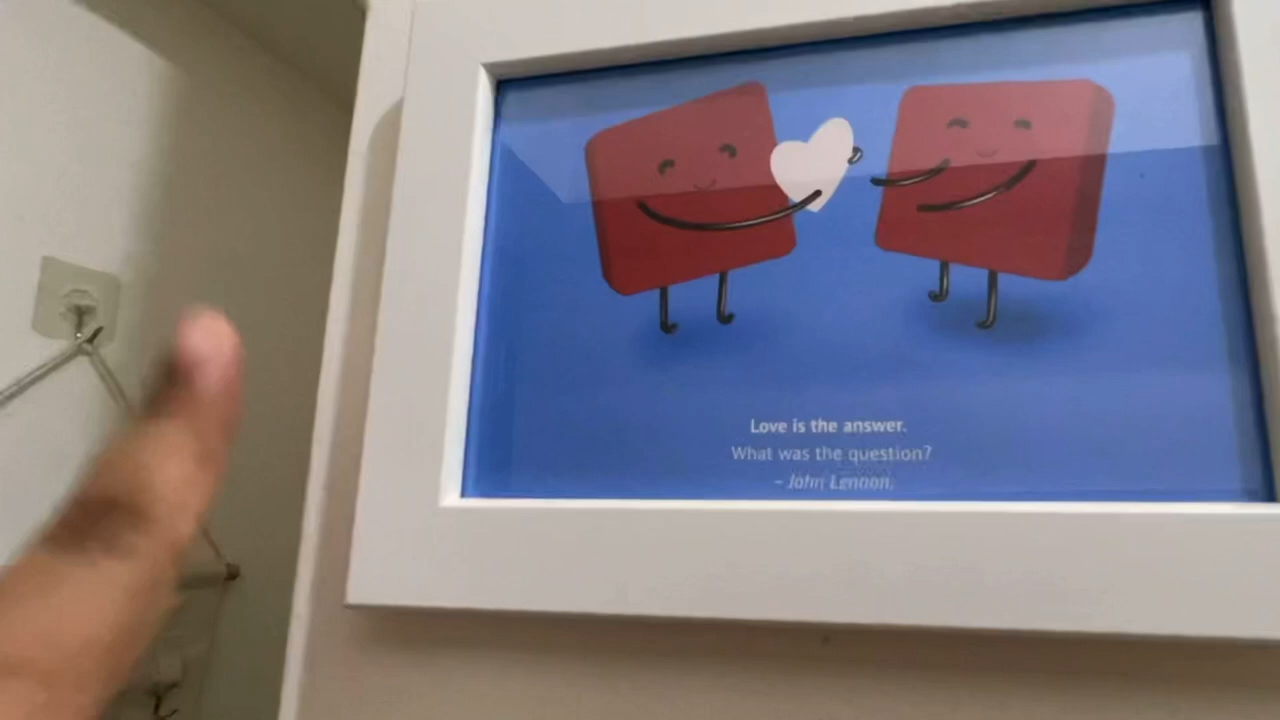 Love is the answer.
What was the question?
- John Lennon